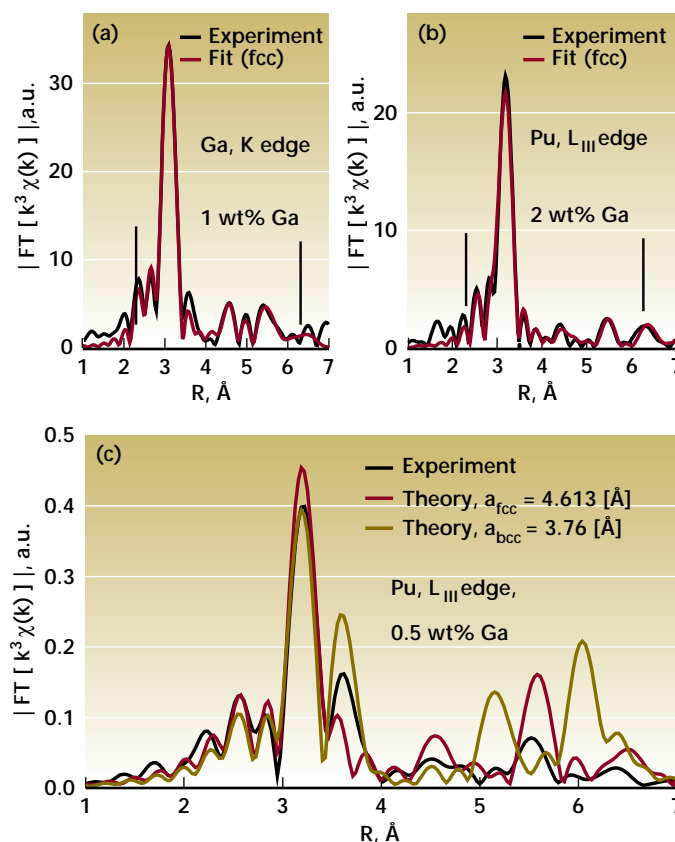 (a)
Experiment
Fit (fcc)
| FT [ k³ χ(k) ] |,a.u.
30
20
10
0
Ga, K edge
1 wt% Ga
1 2 3 4 5 6 7
R, Å
(b)
Experiment
Fit (fcc)
| FT [ k³ χ(k) ] |, a.u.
20
10
0
Pu, L_III edge
2 wt% Ga
1 2 3 4 5 6 7
R, Å
(c)
Experiment
Theory, a_fcc = 4.613 [Å]
Theory, a_bcc = 3.76 [Å]
Pu, L_III edge,
0.5 wt% Ga
| FT [ k³ χ(k) ] |, a.u.
0.5
0.4
0.3
0.2
0.1
0.0
1 2 3 4 5 6 7
R, Å